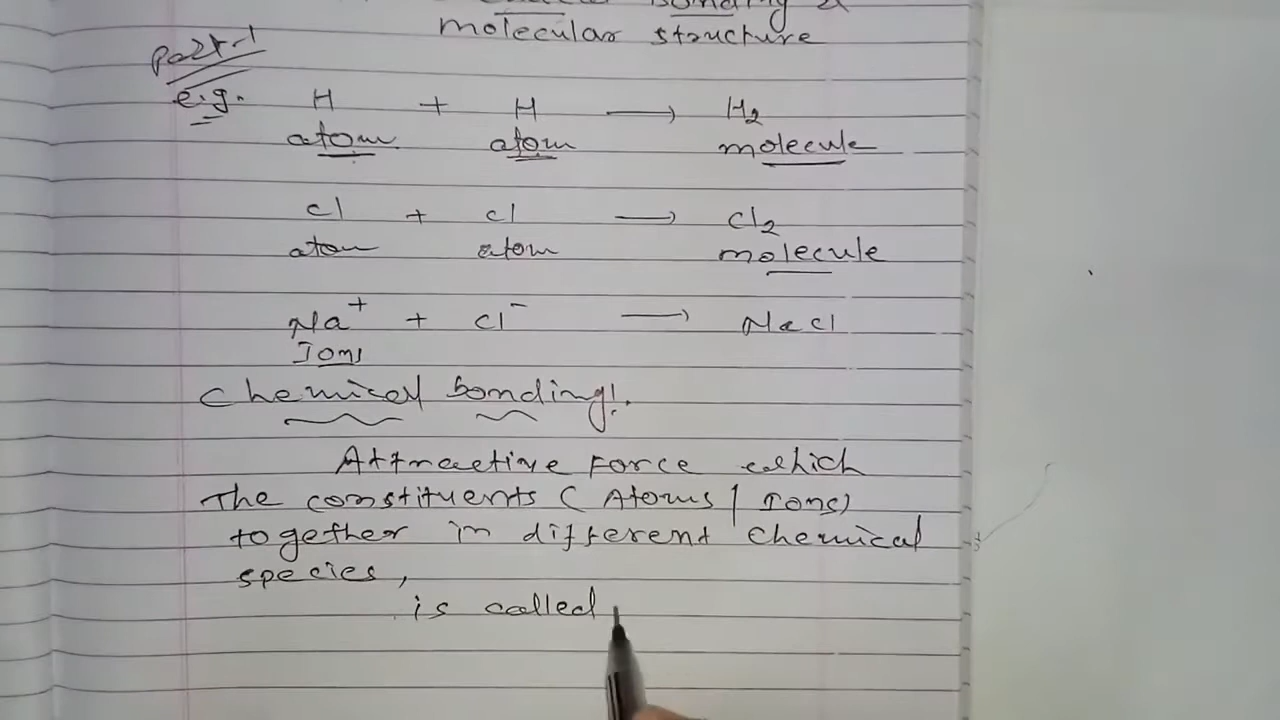 bonding &
molecular structure
Part-1
e.g. H + H → H2
atom atom molecule
Cl + Cl → Cl2
atom atom molecule
Na+ + Cl- → NaCl
Ions
Chemical bonding:.
Attractive Force which
The constituents (Atoms / Ions)
together in different chemical
species,
is called